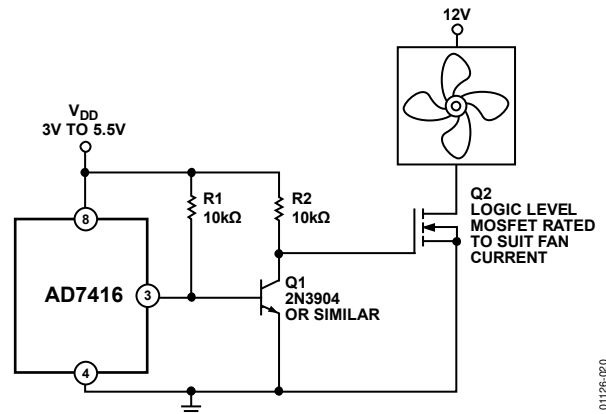 12V
V_DD
3V TO 5.5V
R1
10kΩ
R2
10kΩ
Q2
LOGIC LEVEL
MOSFET RATED
TO SUIT FAN
CURRENT
8
AD7416
3
Q1
2N3904
OR SIMILAR
4
01126-020